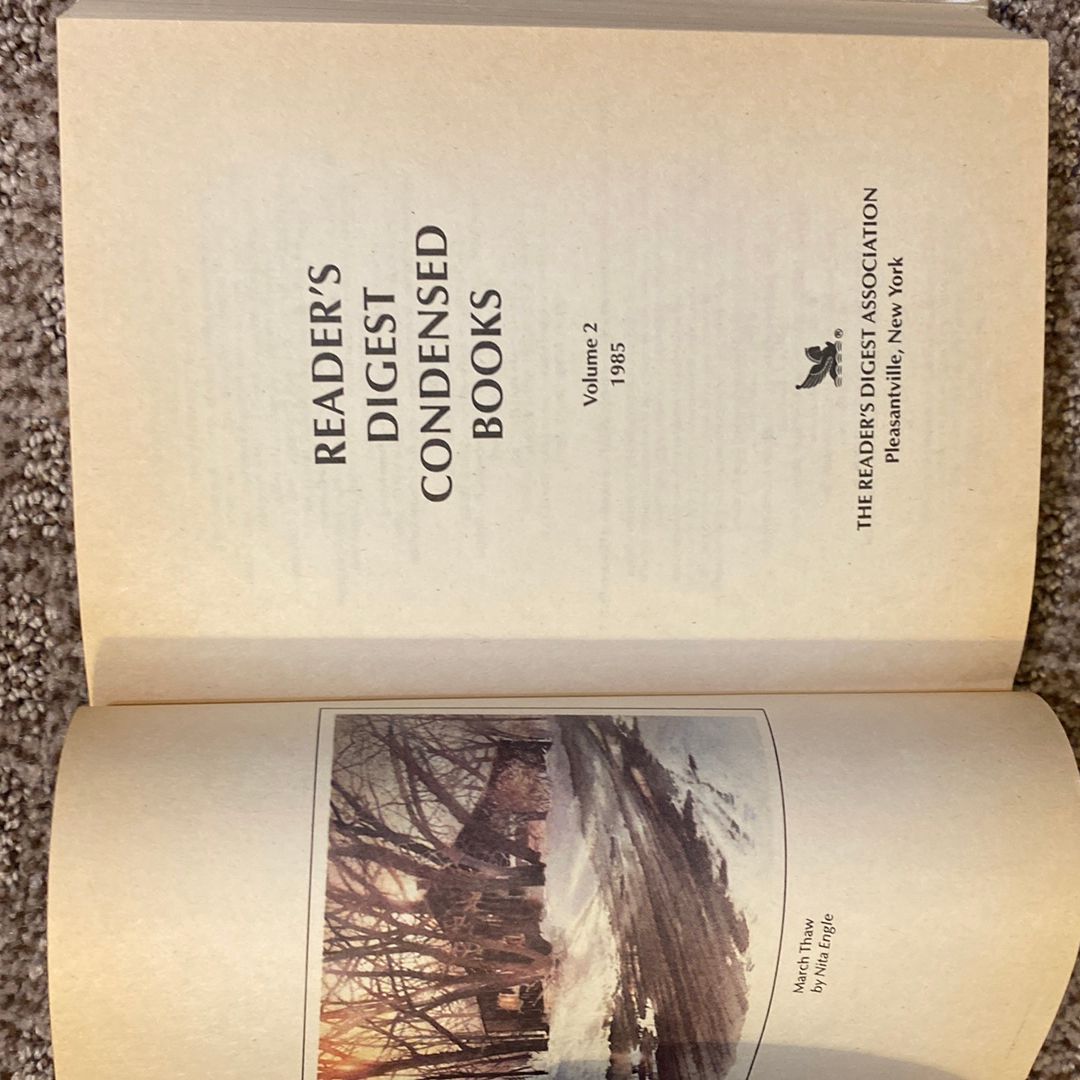 March Thaw
by Nita Engle
READER'S
DIGEST
CONDENSED
BOOKS
Volume 2
1985
®
THE READER'S DIGEST ASSOCIATION
Pleasantville, New York